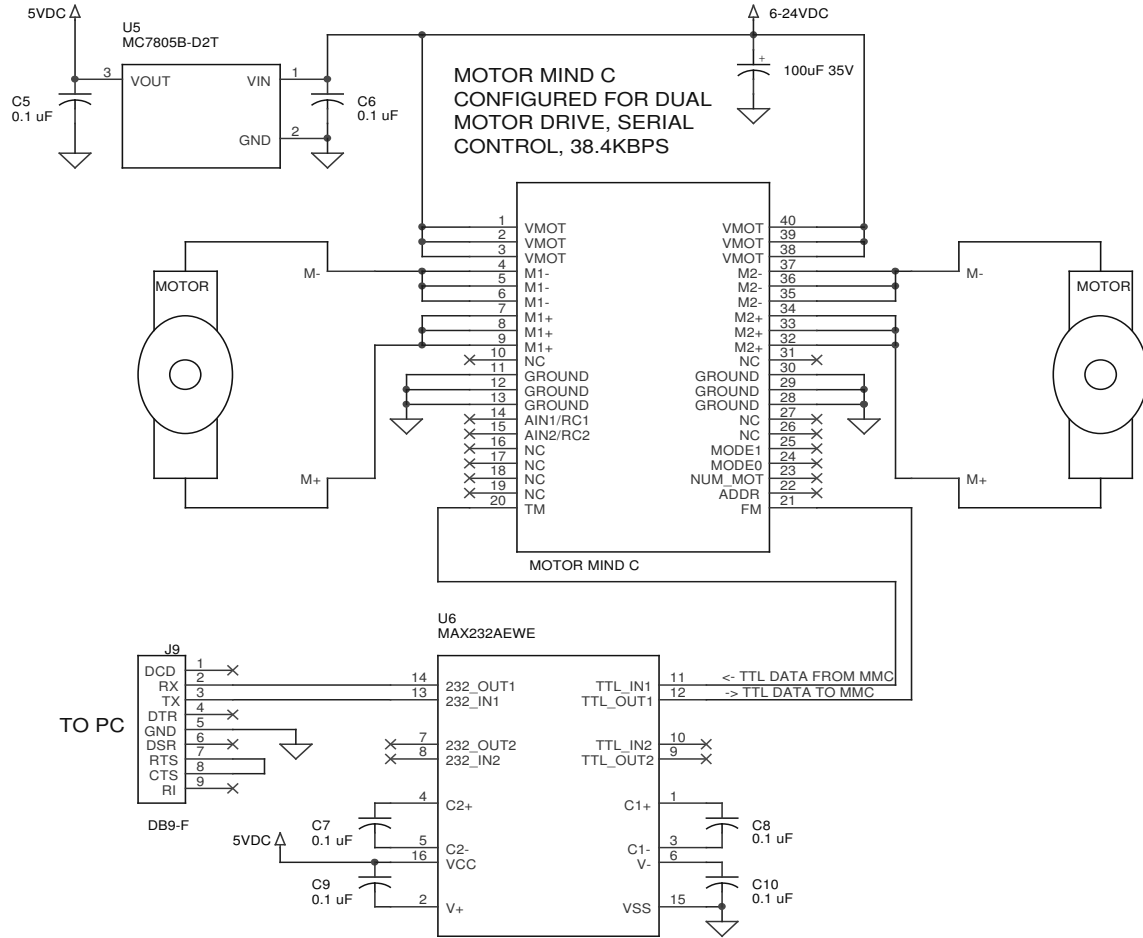 5VDC
U5
MC7805B-D2T
3
VOUT
VIN
1
GND
2
C5
0.1 uF
C6
0.1 uF
6-24VDC
+
100uF 35V
MOTOR MIND C
CONFIGURED FOR DUAL
MOTOR DRIVE, SERIAL
CONTROL, 38.4KBPS
1 VMOT VMOT 40
2 VMOT VMOT 39
3 VMOT VMOT 38
4 M1- M2- 37
5 M1- M2- 36
6 M1- M2- 35
7 M1+ M2+ 34
8 M1+ M2+ 33
9 M1+ M2+ 32
10 NC NC 31
11 GROUND GROUND 30
12 GROUND GROUND 29
13 GROUND GROUND 28
14 AIN1/RC1 NC 27
15 AIN2/RC2 NC 26
16 NC MODE1 25
17 NC MODE0 24
18 NC NUM_MOT 23
19 NC ADDR 22
20 TM FM 21
MOTOR MIND C
MOTOR
M-
M+
MOTOR
M-
M+
U6
MAX232AEWE
14 232_OUT1 TTL_IN1 11
13 232_IN1 TTL_OUT1 12
7 232_OUT2 TTL_IN2 10
8 232_IN2 TTL_OUT2 9
4 C2+ C1+ 1
5 C2- C1- 3
16 VCC V- 6
2 V+ VSS 15
<- TTL DATA FROM MMC
-> TTL DATA TO MMC
J9
DCD 1
RX 2
TX 3
DTR 4
GND 5
DSR 6
RTS 7
CTS 8
RI 9
DB9-F
TO PC
C7
0.1 uF
5VDC
C9
0.1 uF
C8
0.1 uF
C10
0.1 uF